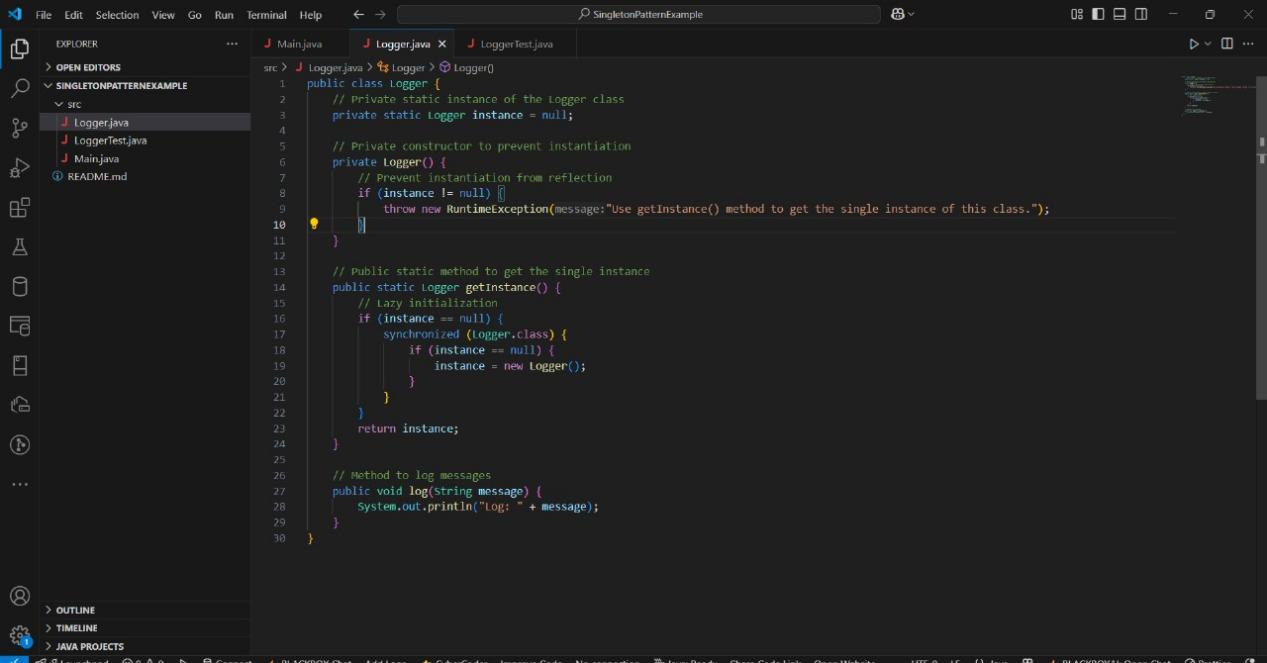 File Edit Selection View Go Run Terminal Help
SingletonPatternExample
EXPLORER
OPEN EDITORS
SINGLETONPATTERNEXAMPLE
src
J Logger.java
J LoggerTest.java
J Main.java
README.md
OUTLINE
TIMELINE
JAVA PROJECTS
1
J Main.java J Logger.java J LoggerTest.java
src > J Logger.java > Logger > Logger()
1 public class Logger {
2 // Private static instance of the Logger class
3 private static Logger instance = null;
4
5 // Private constructor to prevent instantiation
6 private Logger() {
7 // Prevent instantiation from reflection
8 if (instance != null) {
9 throw new RuntimeException(message:"Use getInstance() method to get the single instance of this class.");
10 }
11 }
12
13 // Public static method to get the single instance
14 public static Logger getInstance() {
15 // Lazy initialization
16 if (instance == null) {
17 synchronized (Logger.class) {
18 if (instance == null) {
19 instance = new Logger();
20 }
21 }
22 }
23 return instance;
24 }
25
26 // Method to log messages
27 public void log(String message) {
28 System.out.println("Log: " + message);
29 }
30 }